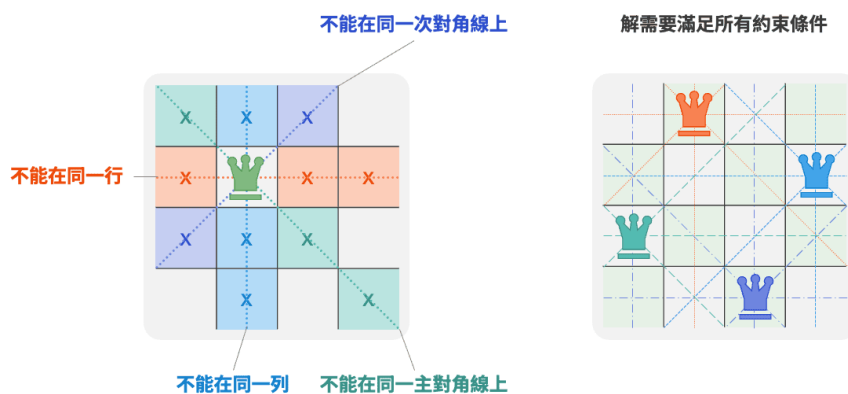 不能在同一次對角線上
解需要滿足所有約束條件
X X X
不能在同一行
X X X
X X X
X X
不能在同一列
不能在同一主對角線上